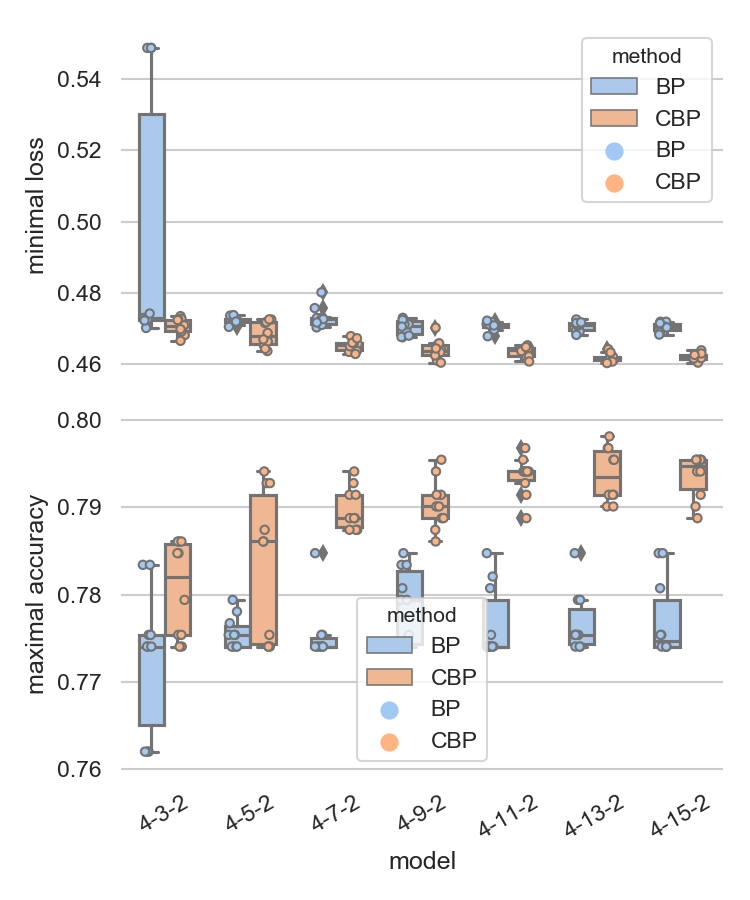 minimal loss
0.54
0.52
0.50
0.48
0.46
method
BP
CBP
BP
CBP
maximal accuracy
0.80
0.79
0.78
0.77
0.76
method
BP
CBP
BP
CBP
4-3-2
4-5-2
4-7-2
4-9-2
4-11-2
4-13-2
4-15-2
model